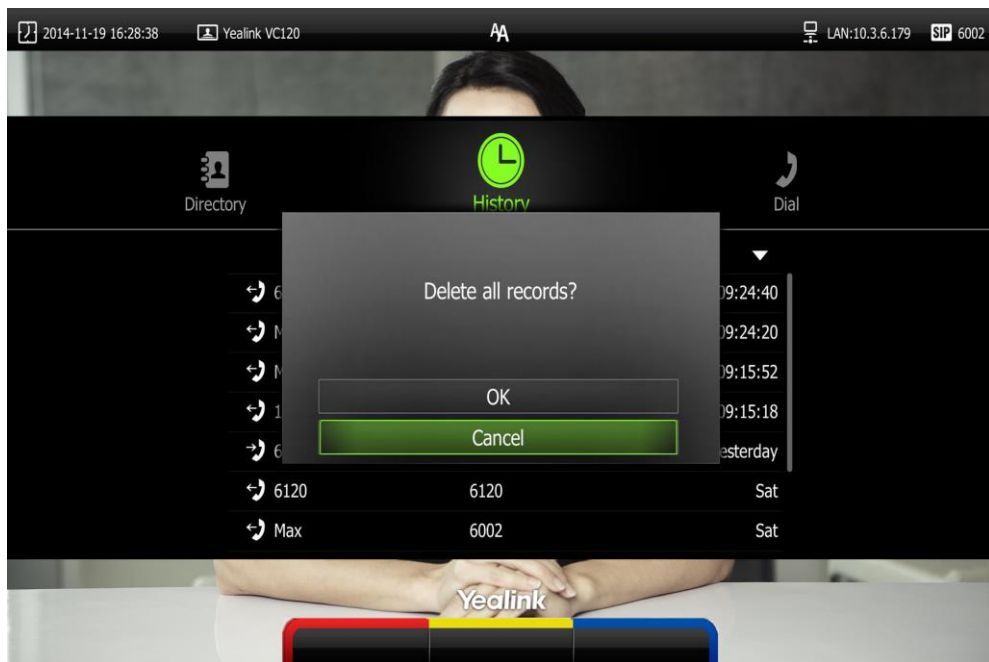 2014-11-19 16:28:38 Yealink VC120 AA LAN:10.3.6.179 SIP 6002
Directory History Dial
Delete all records?
09:24:40
09:24:20
09:15:52
OK
09:15:18
Cancel
6120 6120 Sat
Max 6002 Sat
Yealink